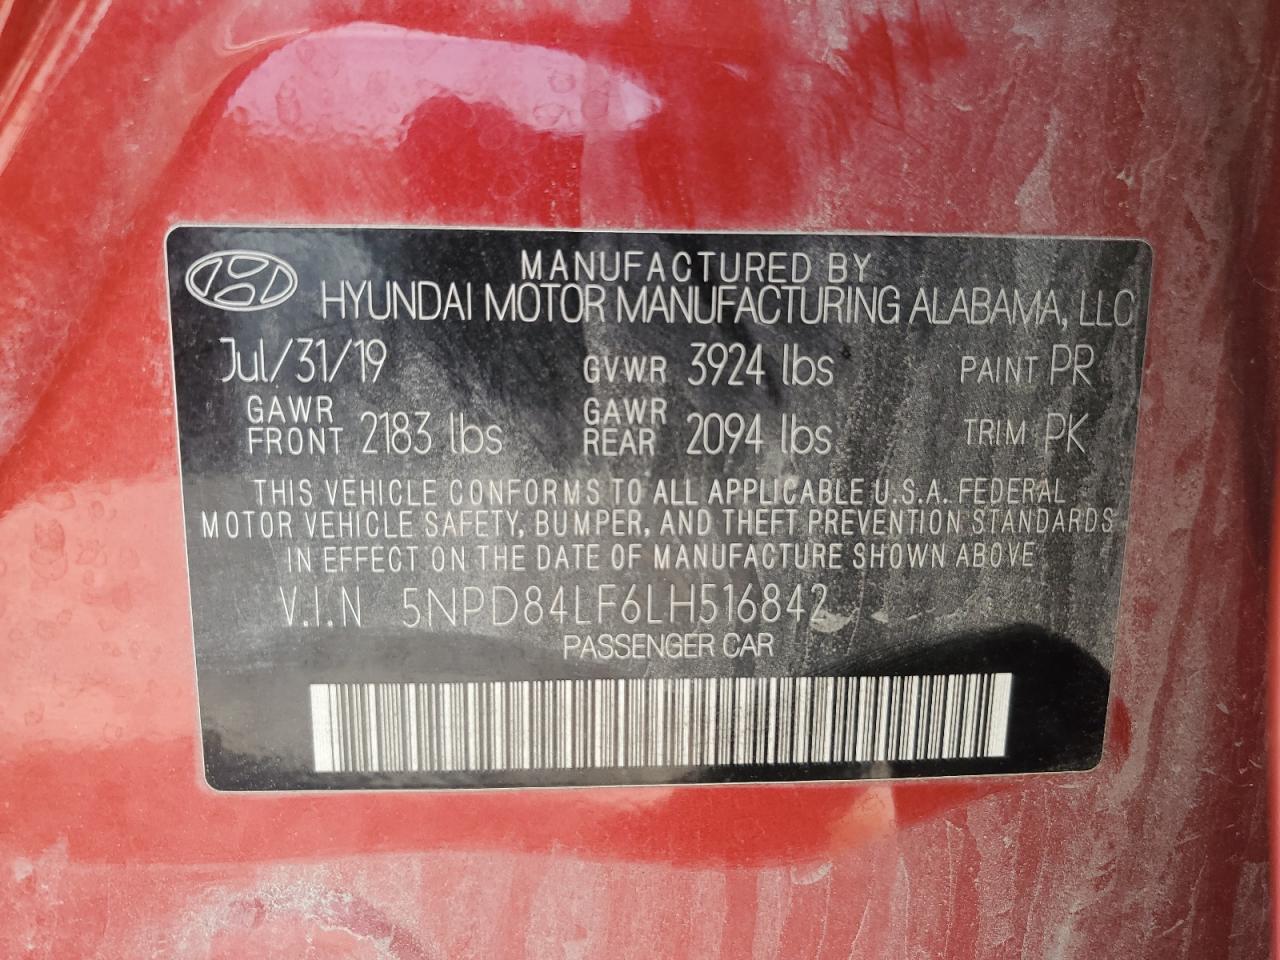 MANUFACTURED BY
HYUNDAI MOTOR MANUFACTURING ALABAMA, LLC
Jul/31/19 GVWR 3924 lbs PAINT PR
GAWR FRONT 2183 lbs GAWR REAR 2094 lbs TRIM PK
THIS VEHICLE CONFORMS TO ALL APPLICABLE U.S.A. FEDERAL
MOTOR VEHICLE SAFETY, BUMPER, AND THEFT PREVENTION STANDARDS
IN EFFECT ON THE DATE OF MANUFACTURE SHOWN ABOVE
V.I.N 5NPD84LF6LH516842
PASSENGER CAR